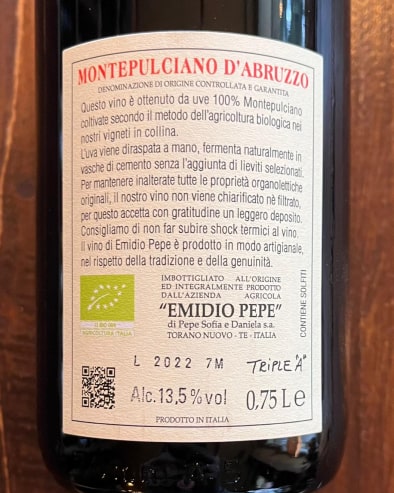 MONTEPULCIANO D'ABRUZZO
DENOMINAZIONE DI ORIGINE CONTROLLATA E GARANTITA
Questo vino è ottenuto da uve 100% Montepulciano
coltivate secondo il metodo dell'agricoltura biologica nei
nostri vigneti in collina.
L'uva viene diraspata a mano, fermenta naturalmente in
vasche di cemento senza l'aggiunta di lieviti selezionati.
Per mantenere inalterate tutte le proprietà organolettiche
originali, il nostro vino non viene chiarificato nè filtrato,
per questo accetta con gratitudine un leggero deposito.
Consigliamo di non far subire shock termici al vino.
Il vino di Emidio Pepe è prodotto in modo artigianale,
nel rispetto della tradizione e della genuinità.
IMBOTTIGLIATO ALL'ORIGINE
ED INTEGRALMENTE PRODOTTO
DALL'AZIENDA AGRICOLA
"EMIDIO PEPE"
di Pepe Sofia e Daniela s.a.
TORANO NUOVO - TE - ITALIA
CONTIENE SOLFITI
AGRICOLTURA ITALIA
L 2022 7M
TRIPLE "A"
Alc.13,5%vol
0,75 L e
PRODOTTO IN ITALIA